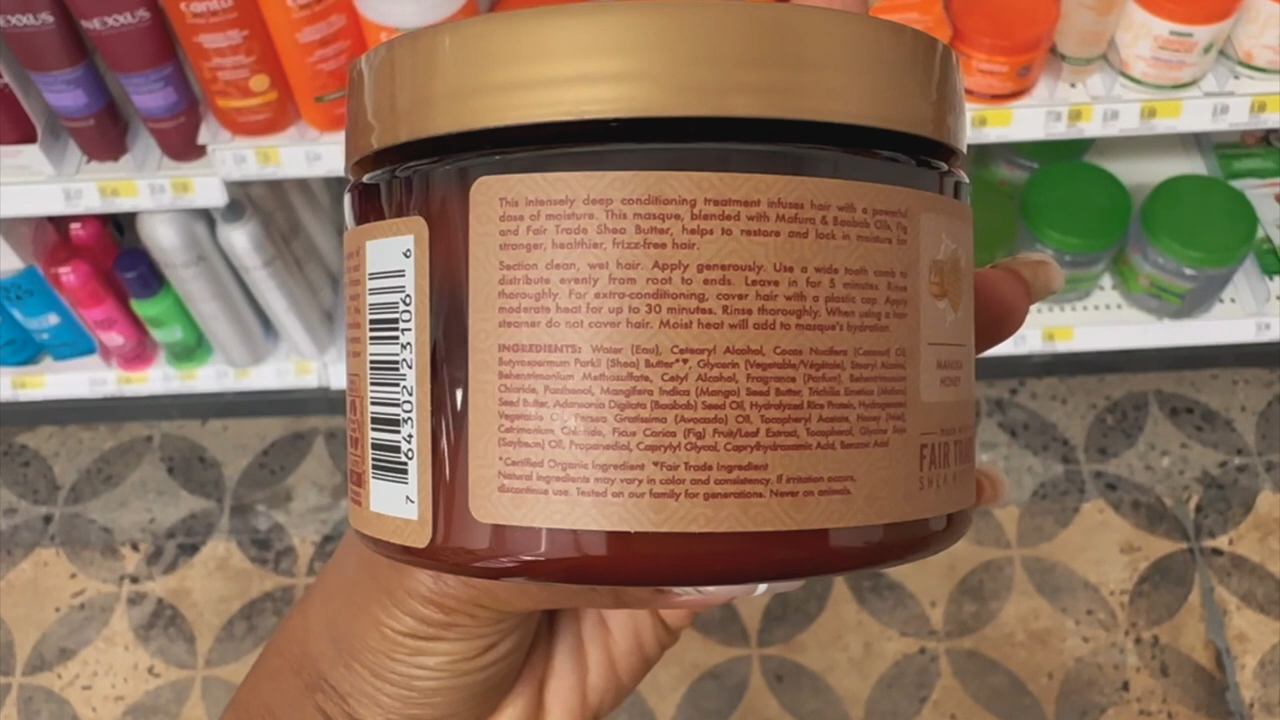 NEXXUS
NEXXUS
Cantu
This intensely deep conditioning treatment infuses hair with a powerful
dose of moisture. This masque, blended with Mafura & Baobab Oils, Fig
and Fair Trade Shea Butter, helps to restore and lock in moisture for
stronger, healthier, frizz-free hair.
Section clean, wet hair. Apply generously. Use a wide tooth comb to
distribute evenly from root to ends. Leave in for 5 minutes. Rinse
thoroughly. For extra-conditioning, cover hair with a plastic cap. Apply
moderate heat for up to 30 minutes. Rinse thoroughly. When using a hair
steamer do not cover hair. Moist heat will add to masque's hydration.
INGREDIENTS: Water (Eau), Cetearyl Alcohol, Cocos Nucifera (Coconut) Oil,
Butyrospermum Parkii (Shea) Butter*♥, Glycerin (Vegetable/Végétale), Stearyl Alcohol,
Behentrimonium Methosulfate, Cetyl Alcohol, Fragrance (Parfum), Behentrimonium
Chloride, Panthenol, Mangifera Indica (Mango) Seed Butter, Trichilia Emetica (Mafura)
Seed Butter, Adansonia Digitata (Baobab) Seed Oil, Hydrolyzed Rice Protein, Hydrogenated
Vegetable Oil, Persea Gratissima (Avocado) Oil, Tocopheryl Acetate, Honey (Miel),
Cetrimonium Chloride, Ficus Carica (Fig) Fruit/Leaf Extract, Tocopherol, Glycine Soja
(Soybean) Oil, Propanediol, Caprylyl Glycol, Caprylhydroxamic Acid, Benzoic Acid
*Certified Organic Ingredient ♥Fair Trade Ingredient
Natural ingredients may vary in color and consistency. If irritation occurs,
discontinue use. Tested on our family for generations. Never on animals.
MANUKA
HONEY
FAIR TRA
SHEA
7 64302 23106 6